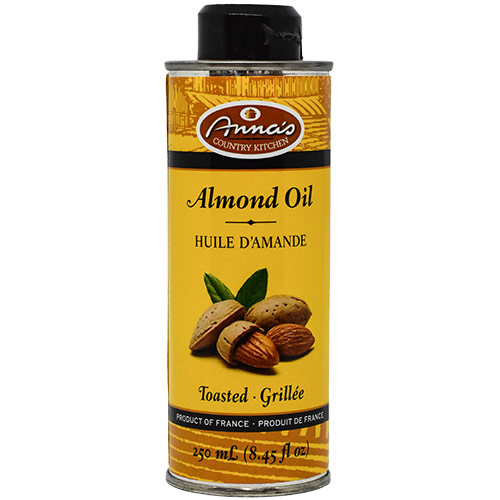 Anna's
COUNTRY KITCHEN
Almond Oil
HUILE D'AMANDE
Toasted · Grillée
PRODUCT OF FRANCE · PRODUIT DE FRANCE
250 mL (8.45 fl oz)